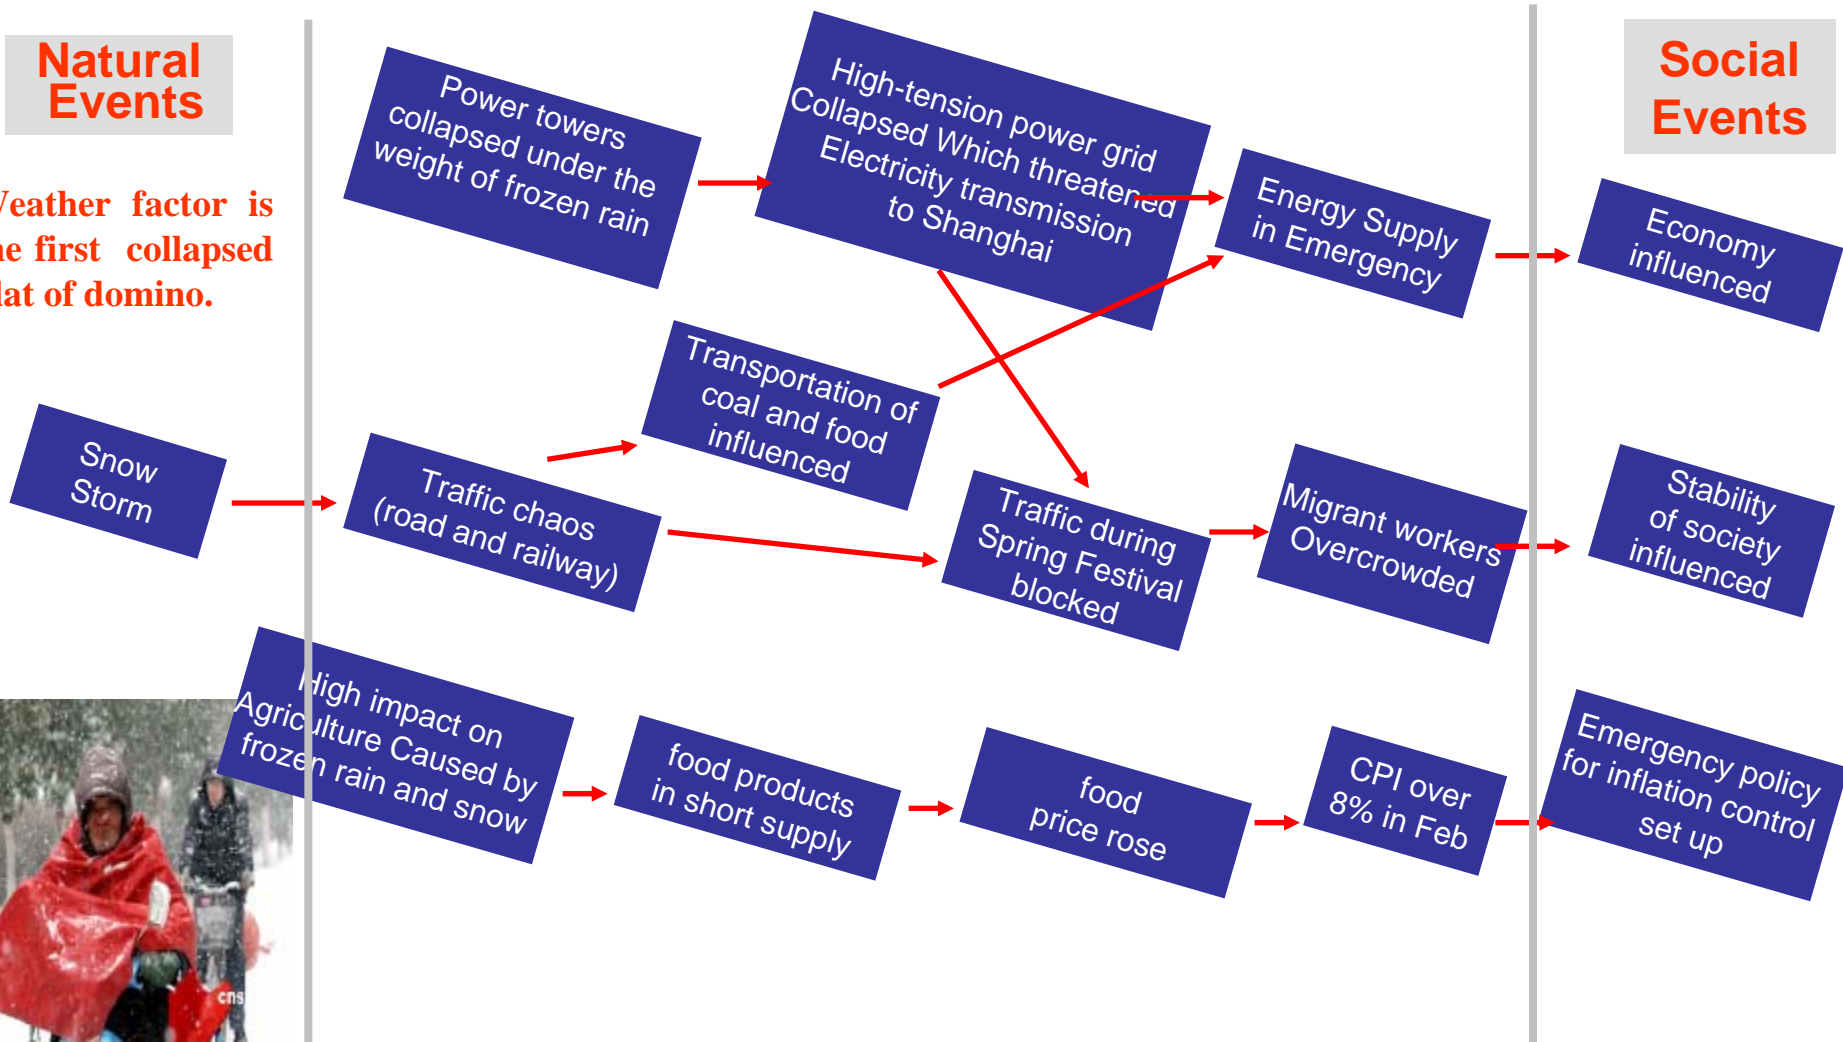 Natural
Events
Social
Events
Weather factor is
the first collapsed
of domino.
Power towers
collapsed under the
weight of frozen rain
High-tension power grid
Collapsed Which threatened
Electricity transmission
to Shanghai
Energy Supply
in Emergency
Economy
influenced
Transportation of
coal and food
influenced
Snow
Storm
Traffic chaos
(road and railway)
Traffic during
Spring Festival
blocked
Migrant workers
Overcrowded
Stability
of society
influenced
High impact on
Agriculture Caused by
frozen rain and snow
food products
in short supply
food
price rose
CPI over
8% in Feb
Emergency policy
for inflation control
set up
cns